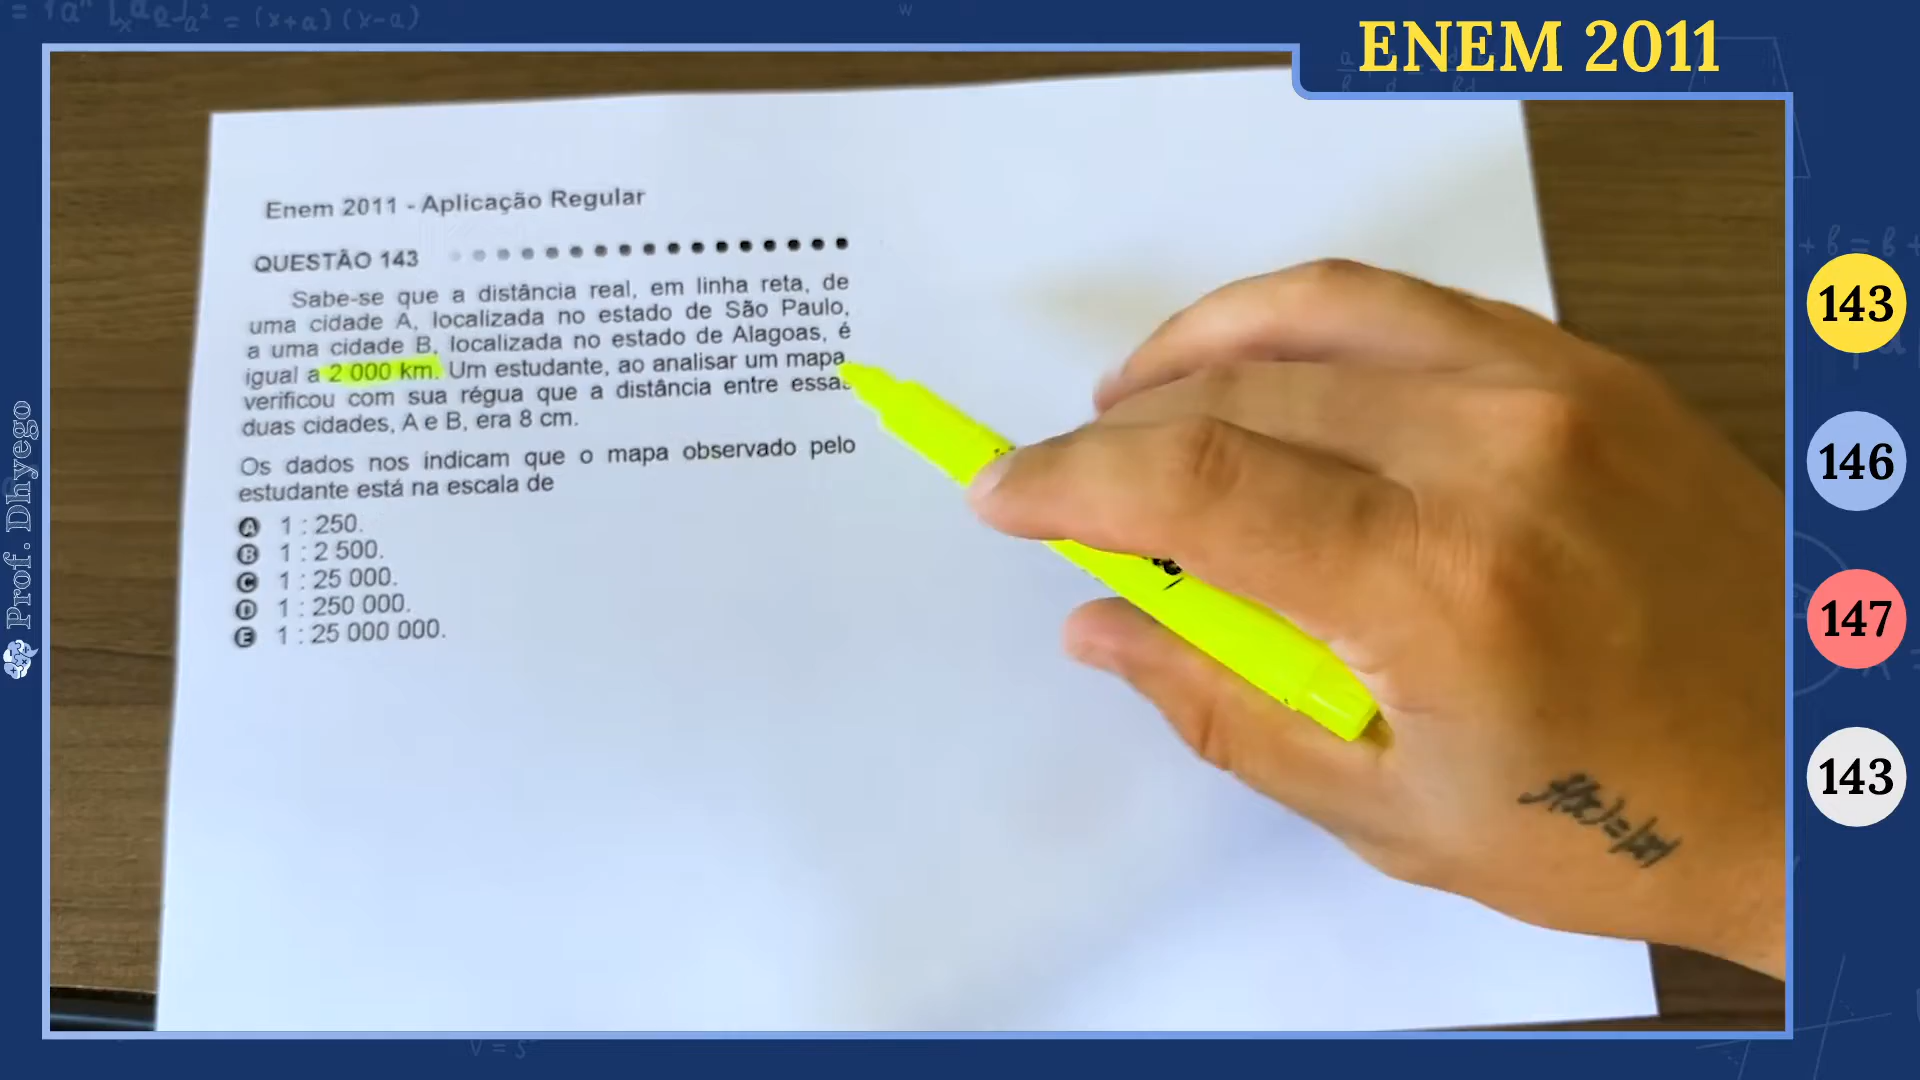 ENEM 2011
Enem 2011 - Aplicação Regular
QUESTÃO 143
Sabe-se que a distância real, em linha reta, de
uma cidade A, localizada no estado de São Paulo,
a uma cidade B, localizada no estado de Alagoas, é
igual a 2 000 km. Um estudante, ao analisar um mapa,
verificou com sua régua que a distância entre essas
duas cidades, A e B, era 8 cm.
Os dados nos indicam que o mapa observado pelo
estudante está na escala de
A 1 : 250.
B 1 : 2 500.
C 1 : 25 000.
D 1 : 250 000.
E 1 : 25 000 000.
143
146
147
143
Prof. Dhyego